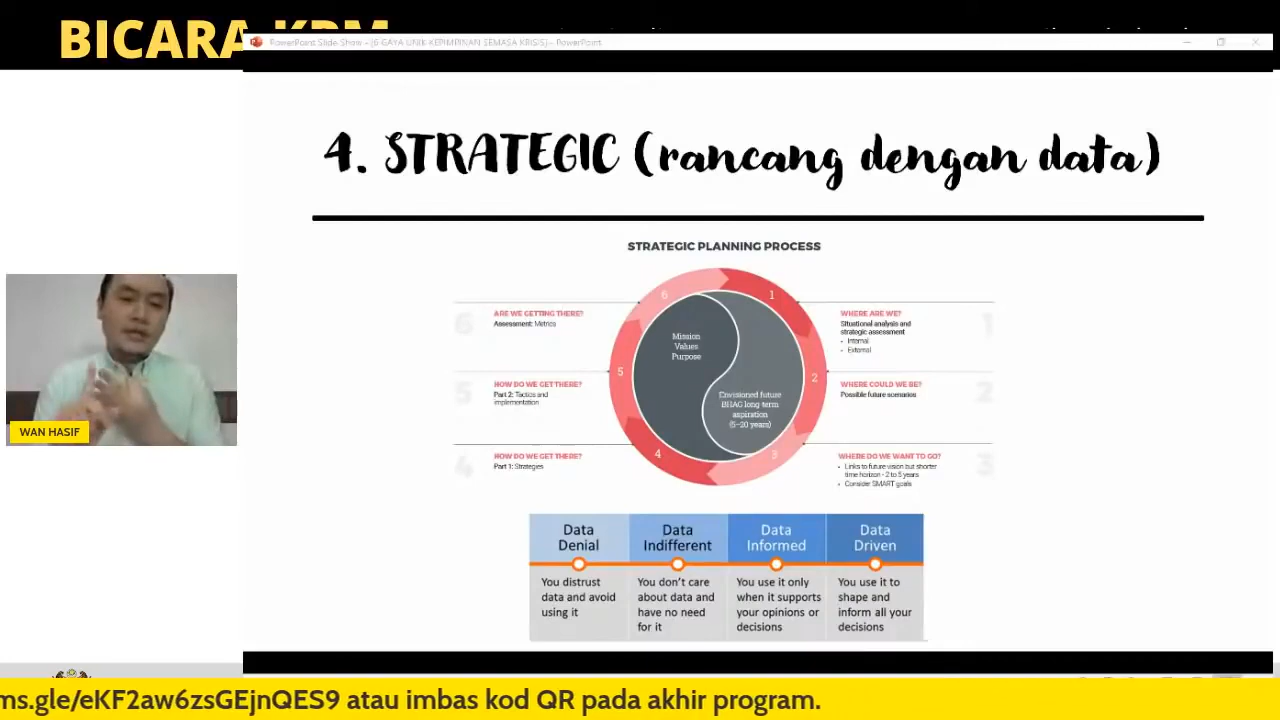 BICARA KPM
PowerPoint Slide Show - [6 GAYA UNIK KEPIMPINAN SEMASA KRISIS] - PowerPoint
4. STRATEGIC (rancang dengan data)
STRATEGIC PLANNING PROCESS
6
ARE WE GETTING THERE?
Assessment: Metrics
5
HOW DO WE GET THERE?
Part 2: Tactics and
implementation
4
HOW DO WE GET THERE?
Part 1: Strategies
6
1
5
2
4
3
Mission
Values
Purpose
Envisioned future
BHAG long-term
aspiration
(5-20 years)
WHERE ARE WE?
Situational analysis and
strategic assessment
• Internal
• External
1
WHERE COULD WE BE?
Possible future scenarios
2
WHERE DO WE WANT TO GO?
• Links to future vision but shorter
time horizon - 2 to 5 years
• Consider SMART goals
3
Data
Denial
You distrust
data and avoid
using it
Data
Indifferent
You don't care
about data and
have no need
for it
Data
Informed
You use it only
when it supports
your opinions or
decisions
Data
Driven
You use it to
shape and
inform all your
decisions
WAN HASIF
ms.gle/eKF2aw6zsGEjnQES9 atau imbas kod QR pada akhir program.